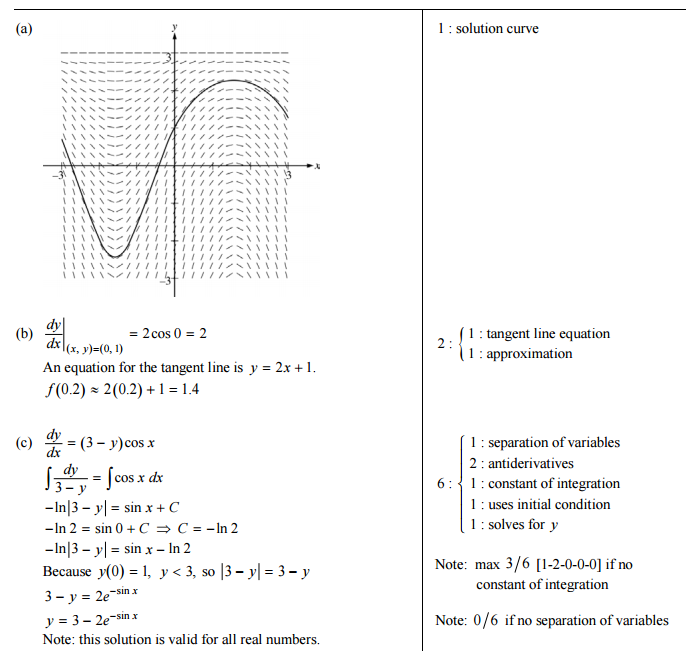 (a)
1 : solution curve
y
3
x
−3
3
−3
(b) dy/dx|(x, y)=(0, 1) = 2 cos 0 = 2
An equation for the tangent line is y = 2x + 1.
f(0.2) ≈ 2(0.2) + 1 = 1.4
2 : { 1 : tangent line equation
1 : approximation
(c) dy/dx = (3 − y) cos x
∫ dy/(3 − y) = ∫ cos x dx
−ln|3 − y| = sin x + C
−ln 2 = sin 0 + C ⇒ C = −ln 2
−ln|3 − y| = sin x − ln 2
Because y(0) = 1, y < 3, so |3 − y| = 3 − y
3 − y = 2e^(−sin x)
y = 3 − 2e^(−sin x)
Note: this solution is valid for all real numbers.
6 : { 1 : separation of variables
2 : antiderivatives
1 : constant of integration
1 : uses initial condition
1 : solves for y
Note: max 3/6 [1-2-0-0-0] if no
constant of integration
Note: 0/6 if no separation of variables